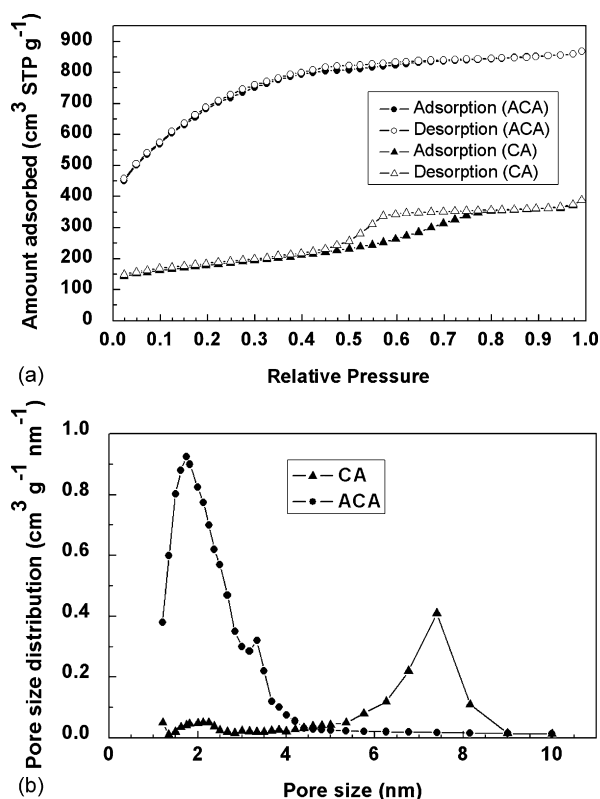 Amount adsorbed (cm³ STP g⁻¹)
900
800
700
600
500
400
300
200
100
0
Adsorption (ACA)
Desorption (ACA)
Adsorption (CA)
Desorption (CA)
0.0 0.1 0.2 0.3 0.4 0.5 0.6 0.7 0.8 0.9 1.0
(a)
Relative Pressure
Pore size distribution (cm³ g⁻¹ nm⁻¹)
1.0
0.8
0.6
0.4
0.2
0.0
CA
ACA
0 2 4 6 8 10
(b)
Pore size (nm)